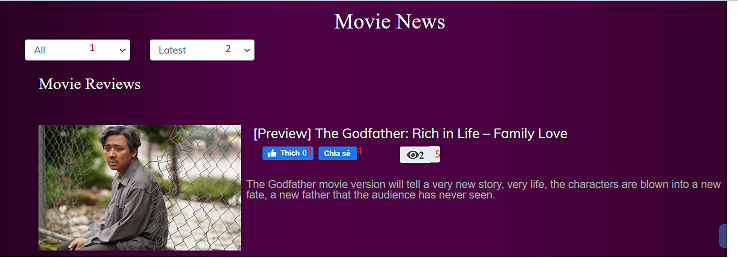 Movie News
All 1
Latest 2
Movie Reviews
[Preview] The Godfather: Rich in Life – Family Love
Thích 0 3
Chia sẻ 4
2 5
The Godfather movie version will tell a very new story, very life, the characters are blown into a new
fate, a new father that the audience has never seen.